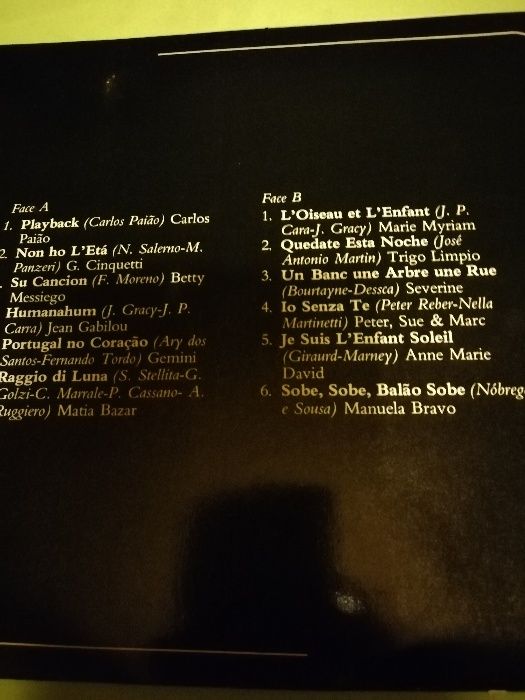 Face A
1. Playback (Carlos Paião) Carlos
Paião
2. Non ho L'Etá (N. Salerno-M.
Panzeri) G. Cinquetti
. Su Cancion (F. Moreno) Betty
Messiego
Humanahum (J. Gracy-J. P.
Carra) Jean Gabilou
Portugal no Coração (Ary dos
Santos-Fernando Tordo) Gemini
Raggio di Luna (S. Stellita-G.
Golzi-C. Marrale-P. Cassano- A.
Ruggiero) Matia Bazar
Face B
1. L'Oiseau et L'Enfant (J. P.
Cara-J. Gracy) Marie Myriam
2. Quedate Esta Noche (José
Antonio Martin) Trigo Limpio
3. Un Banc une Arbre une Rue
(Bourtayne-Dessca) Severine
4. Io Senza Te (Peter Reber-Nella
Martinetti) Peter, Sue & Marc
5. Je Suis L'Enfant Soleil
(Giraurd-Marney) Anne Marie
David
6. Sobe, Sobe, Balão Sobe (Nóbrega
e Sousa) Manuela Bravo